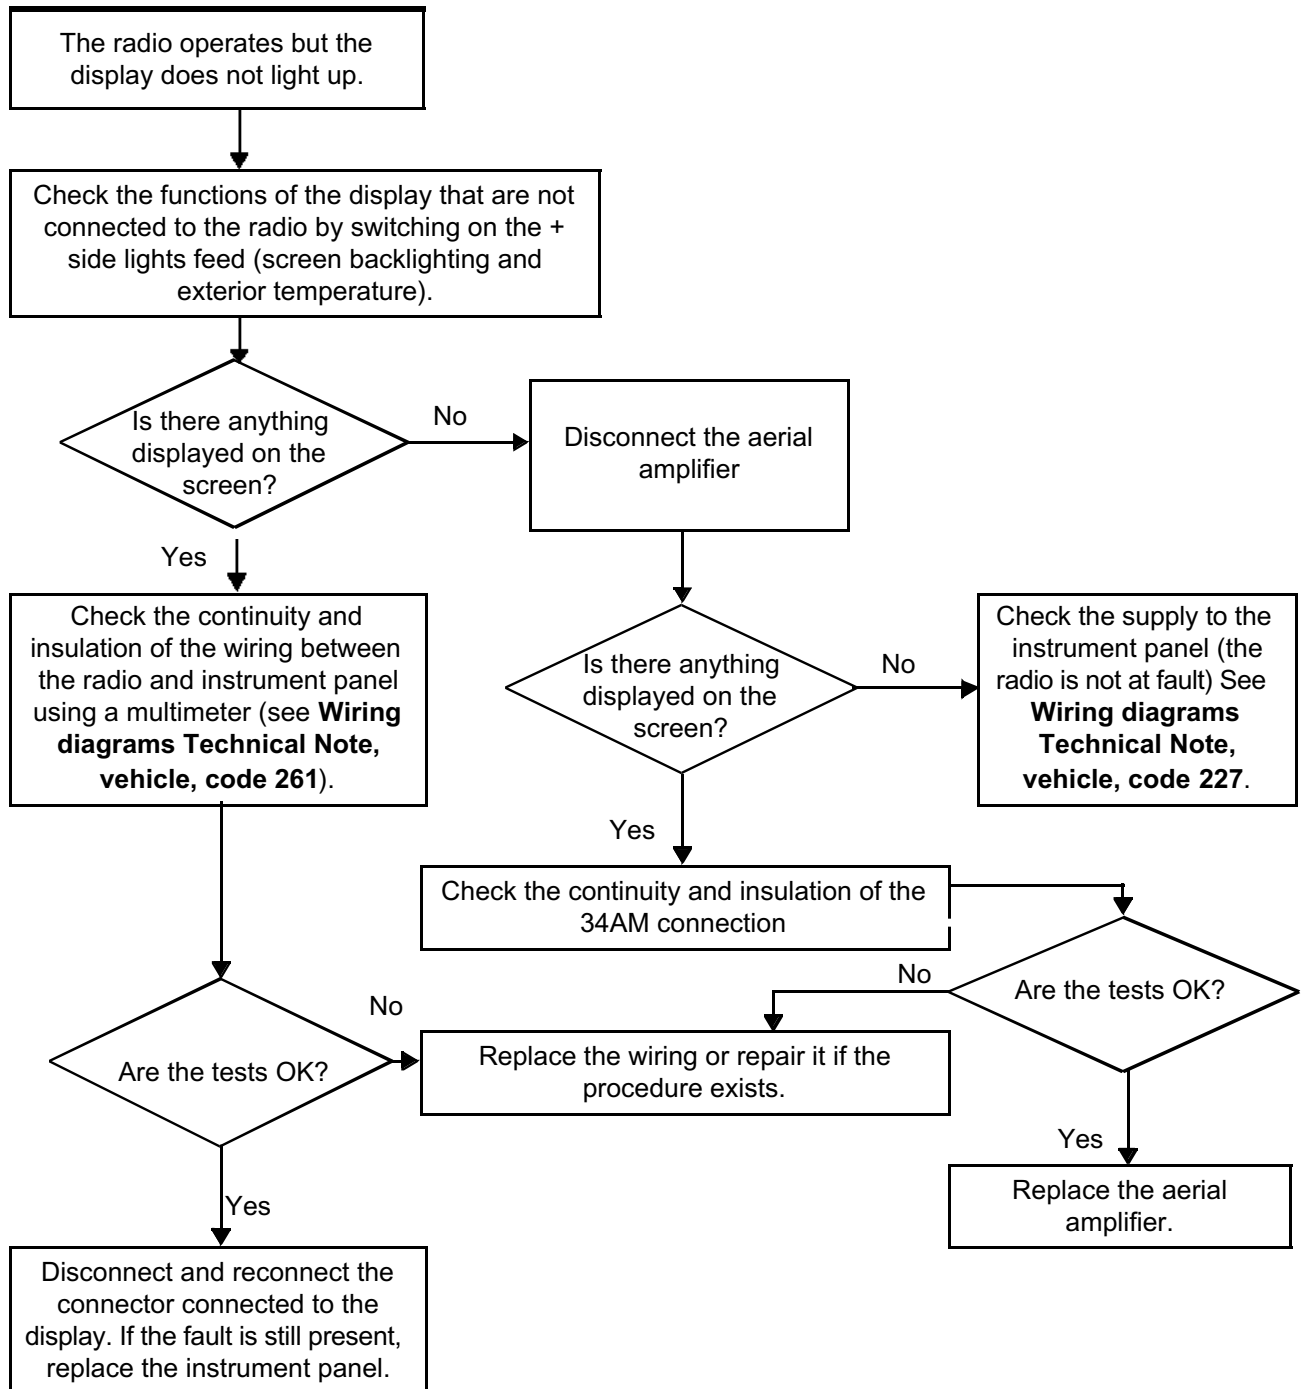 The radio operates but the
display does not light up.
Check the functions of the display that are not
connected to the radio by switching on the +
side lights feed (screen backlighting and
exterior temperature).
Is there anything
displayed on the
screen?
No
Disconnect the aerial
amplifier
Yes
Check the continuity and
insulation of the wiring between
the radio and instrument panel
using a multimeter (see Wiring
diagrams Technical Note,
vehicle, code 261).
Is there anything
displayed on the
screen?
No
Check the supply to the
instrument panel (the
radio is not at fault) See
Wiring diagrams
Technical Note,
vehicle, code 227.
Yes
Check the continuity and insulation of the
34AM connection
Are the tests OK?
No
Are the tests OK?
No
Replace the wiring or repair it if the
procedure exists.
Yes
Replace the aerial
amplifier.
Yes
Disconnect and reconnect the
connector connected to the
display. If the fault is still present,
replace the instrument panel.